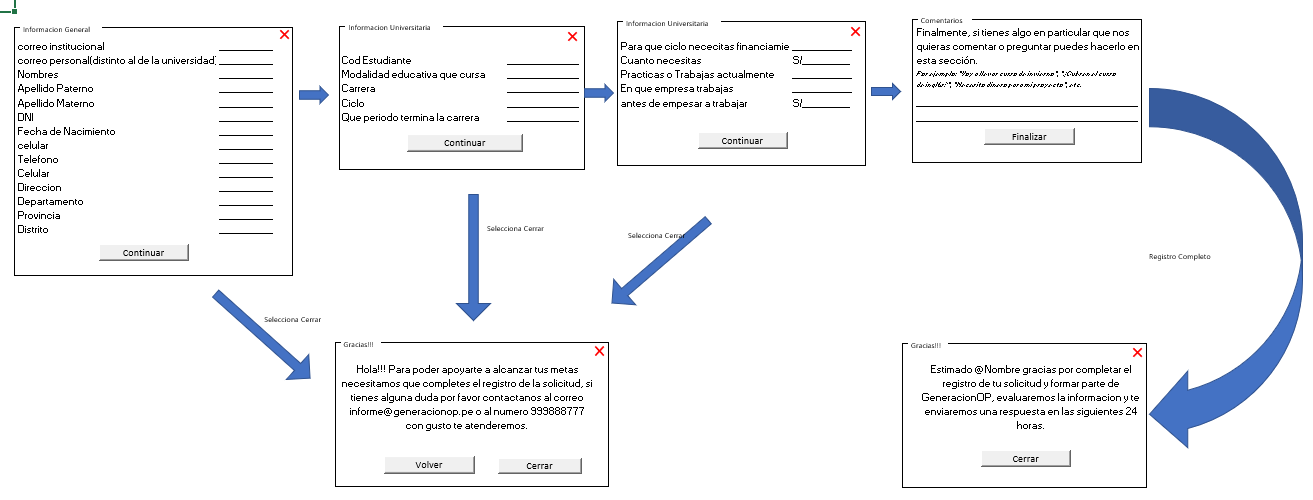 Informacion General
correo institucional
correo personal(distinto al de la universidad)
Nombres
Apellido Paterno
Apellido Materno
DNI
Fecha de Nacimiento
celular
Telefono
Celular
Direccion
Departamento
Provincia
Distrito
Continuar
Informacion Universitaria
Cod Estudiante
Modalidad educativa que cursa
Carrera
Ciclo
Que periodo termina la carrera
Continuar
Informacion Universitaria
Para que ciclo nececitas financiamie
Cuanto necesitas S/
Practicas o Trabajas actualmente
En que empresa trabajas
antes de empesar a trabajar S/
Continuar
Comentarios
Finalmente, si tienes algo en particular que nos
quieras comentar o preguntar puedes hacerlo en
esta sección.
Por ejemplo: "Voy a llevar curso de invierno", "¿Cubren el curso
de inglés?", "Necesito dinero para mi proyecto", etc.
Finalizar
Selecciona Cerrar
Selecciona Cerrar
Selecciona Cerrar
Registro Completo
Gracias!!!
Hola!!! Para poder apoyarte a alcanzar tus metas
necesitamos que completes el registro de la solicitud, si
tienes alguna duda por favor contactanos al correo
informe@generacionop.pe o al numero 999888777
con gusto te atenderemos.
Volver
Cerrar
Gracias!!!
Estimado @Nombre gracias por completar el
registro de tu solicitud y formar parte de
GeneracionOP, evaluaremos la informacion y te
enviaremos una respuesta en las siguientes 24
horas.
Cerrar